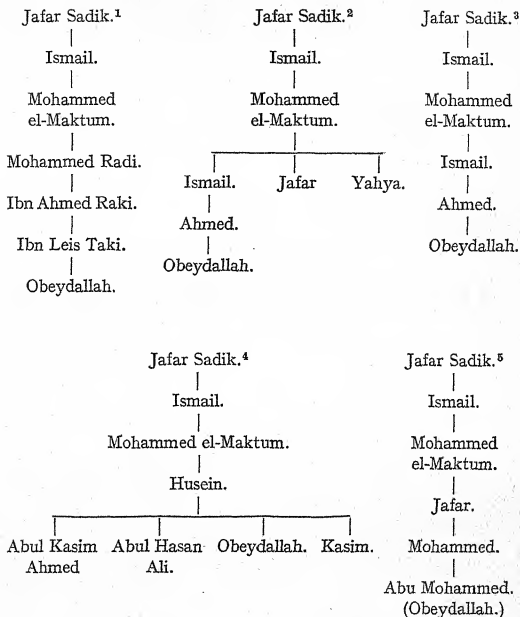 Jafar Sadik.¹
Ismail.
Mohammed
el-Maktum.
Mohammed Radi.
Ibn Ahmed Raki.
Ibn Leis Taki.
Obeydallah.
Jafar Sadik.²
Ismail.
Mohammed
el-Maktum.
Ismail. Jafar Yahya.
Ahmed.
Obeydallah.
Jafar Sadik.³
Ismail.
Mohammed
el-Maktum.
Ismail.
Ahmed.
Obeydallah.
Jafar Sadik.⁴
Ismail.
Mohammed el-Maktum.
Husein.
Abul Kasim
Ahmed
Abul Hasan
Ali.
Obeydallah.
Kasim.
Jafar Sadik.⁵
Ismail.
Mohammed
el-Maktum.
Jafar.
Mohammed.
Abu Mohammed.
(Obeydallah.)